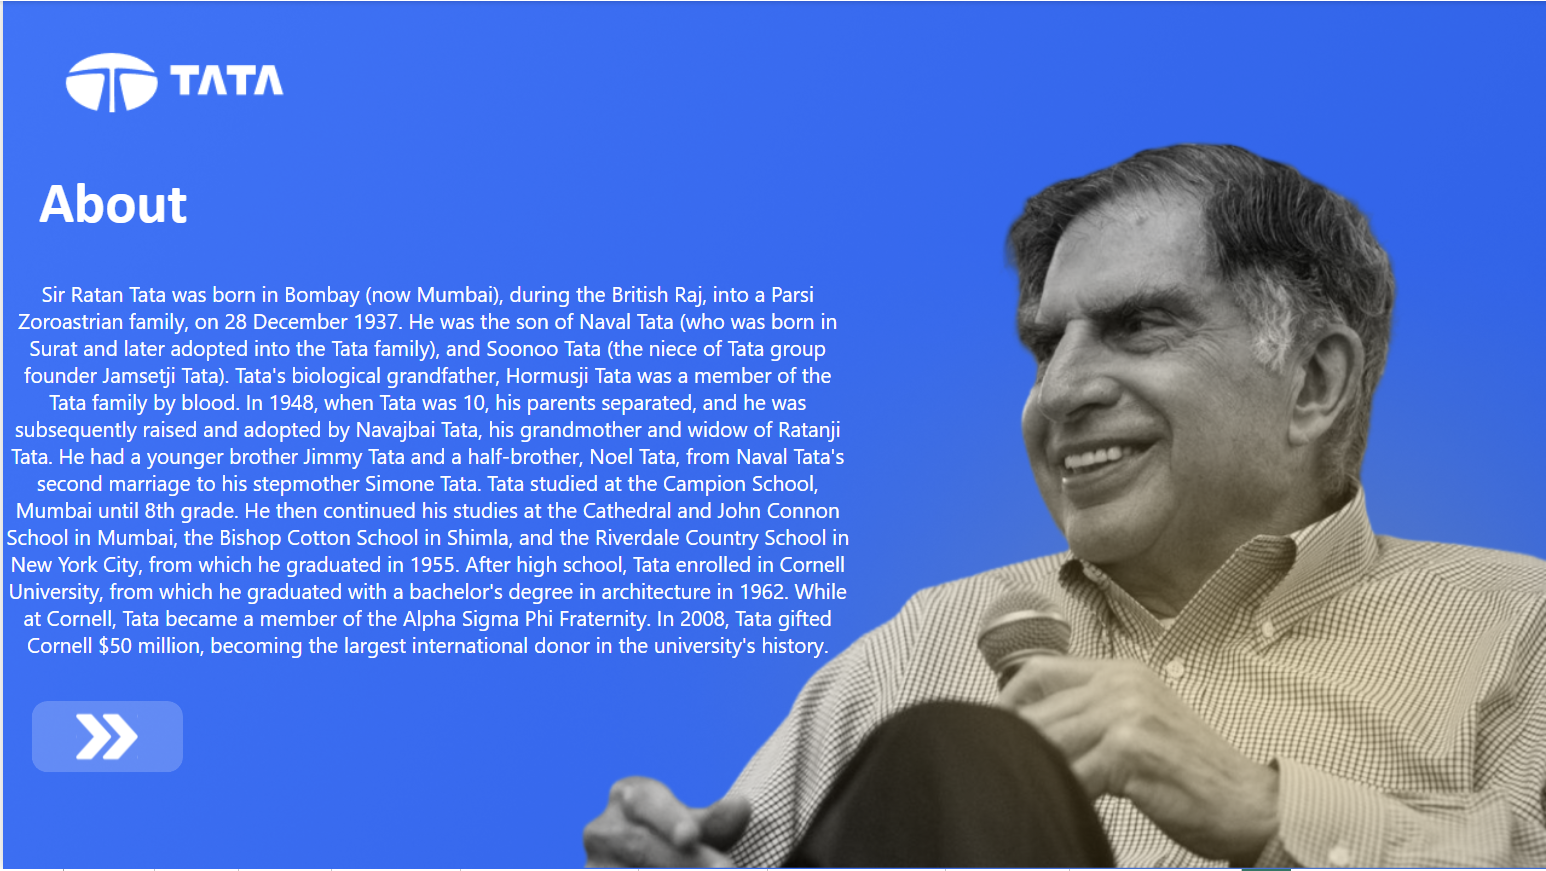 TATA
About
Sir Ratan Tata was born in Bombay (now Mumbai), during the British Raj, into a Parsi
Zoroastrian family, on 28 December 1937. He was the son of Naval Tata (who was born in
Surat and later adopted into the Tata family), and Soonoo Tata (the niece of Tata group
founder Jamsetji Tata). Tata's biological grandfather, Hormusji Tata was a member of the
Tata family by blood. In 1948, when Tata was 10, his parents separated, and he was
subsequently raised and adopted by Navajbai Tata, his grandmother and widow of Ratanji
Tata. He had a younger brother Jimmy Tata and a half-brother, Noel Tata, from Naval Tata's
second marriage to his stepmother Simone Tata. Tata studied at the Campion School,
Mumbai until 8th grade. He then continued his studies at the Cathedral and John Connon
School in Mumbai, the Bishop Cotton School in Shimla, and the Riverdale Country School in
New York City, from which he graduated in 1955. After high school, Tata enrolled in Cornell
University, from which he graduated with a bachelor's degree in architecture in 1962. While
at Cornell, Tata became a member of the Alpha Sigma Phi Fraternity. In 2008, Tata gifted
Cornell $50 million, becoming the largest international donor in the university's history.